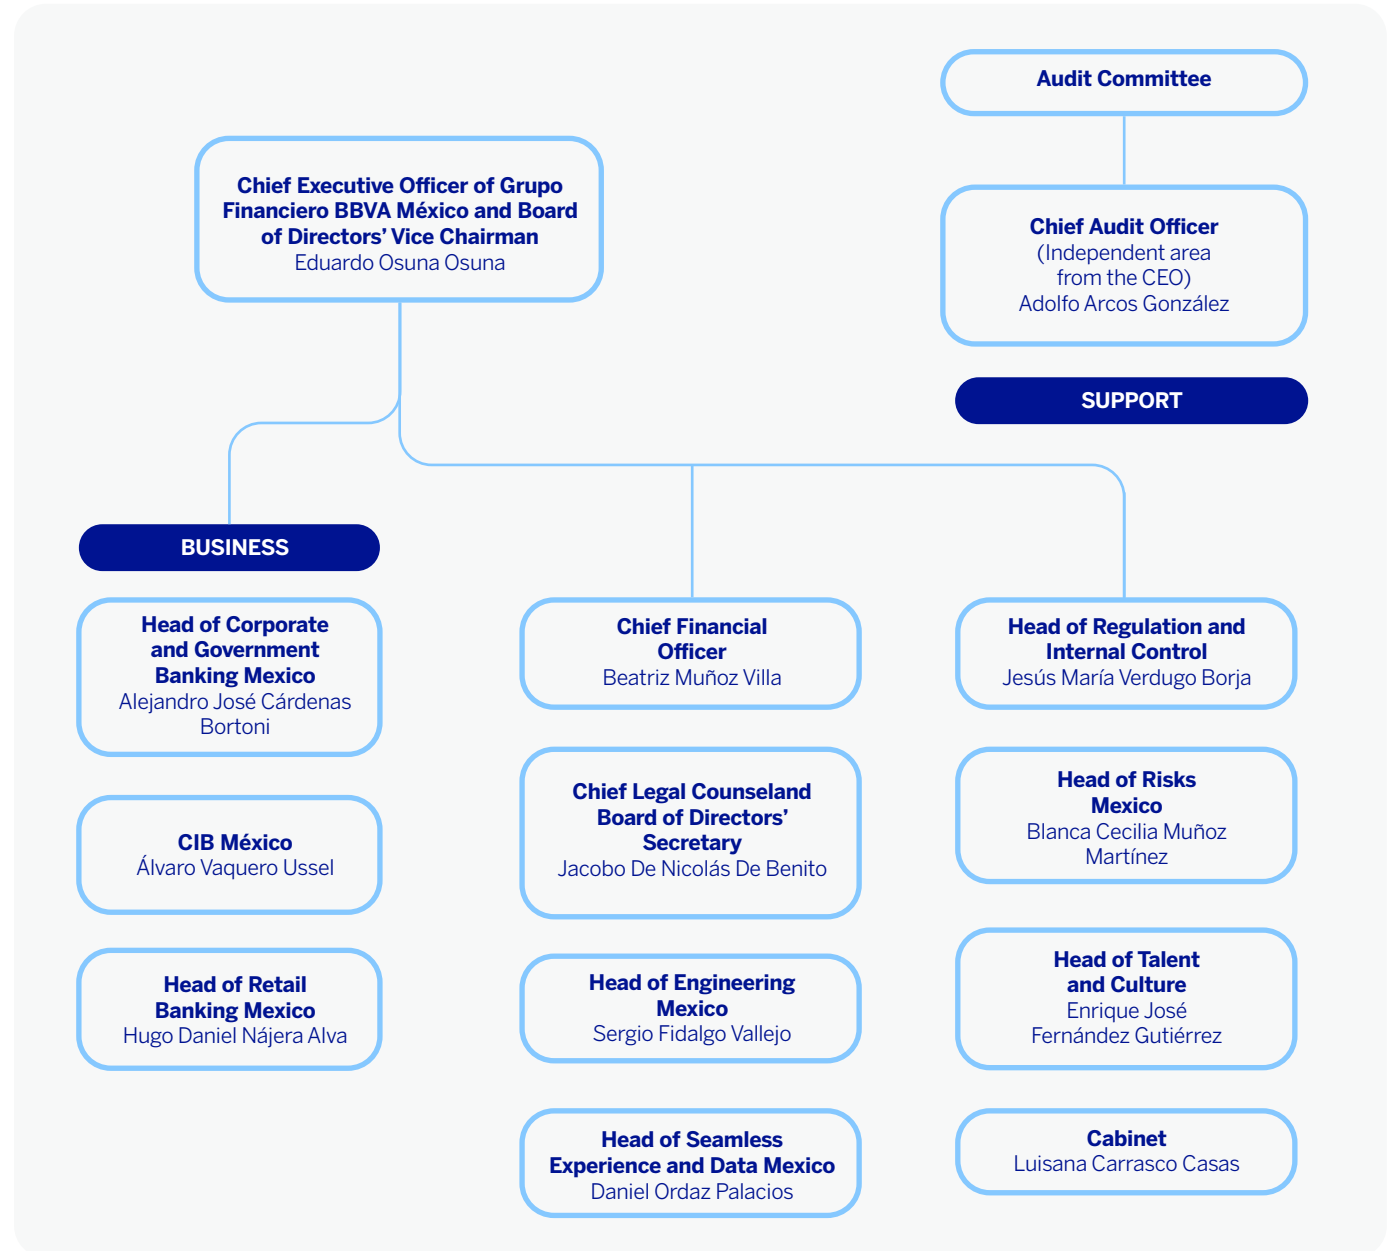 Audit Committee
Chief Executive Officer of Grupo
Financiero BBVA México and Board
of Directors’ Vice Chairman
Eduardo Osuna Osuna
Chief Audit Officer
(Independent area
from the CEO)
Adolfo Arcos González
SUPPORT
BUSINESS
Head of Corporate
and Government
Banking Mexico
Alejandro José Cárdenas
Bortoni
CIB México
Álvaro Vaquero Ussel
Head of Retail
Banking Mexico
Hugo Daniel Nájera Alva
Chief Financial
Officer
Beatriz Muñoz Villa
Chief Legal Counseland
Board of Directors’
Secretary
Jacobo De Nicolás De Benito
Head of Engineering
Mexico
Sergio Fidalgo Vallejo
Head of Seamless
Experience and Data Mexico
Daniel Ordaz Palacios
Head of Regulation and
Internal Control
Jesús María Verdugo Borja
Head of Risks
Mexico
Blanca Cecilia Muñoz
Martínez
Head of Talent
and Culture
Enrique José
Fernández Gutiérrez
Cabinet
Luisana Carrasco Casas